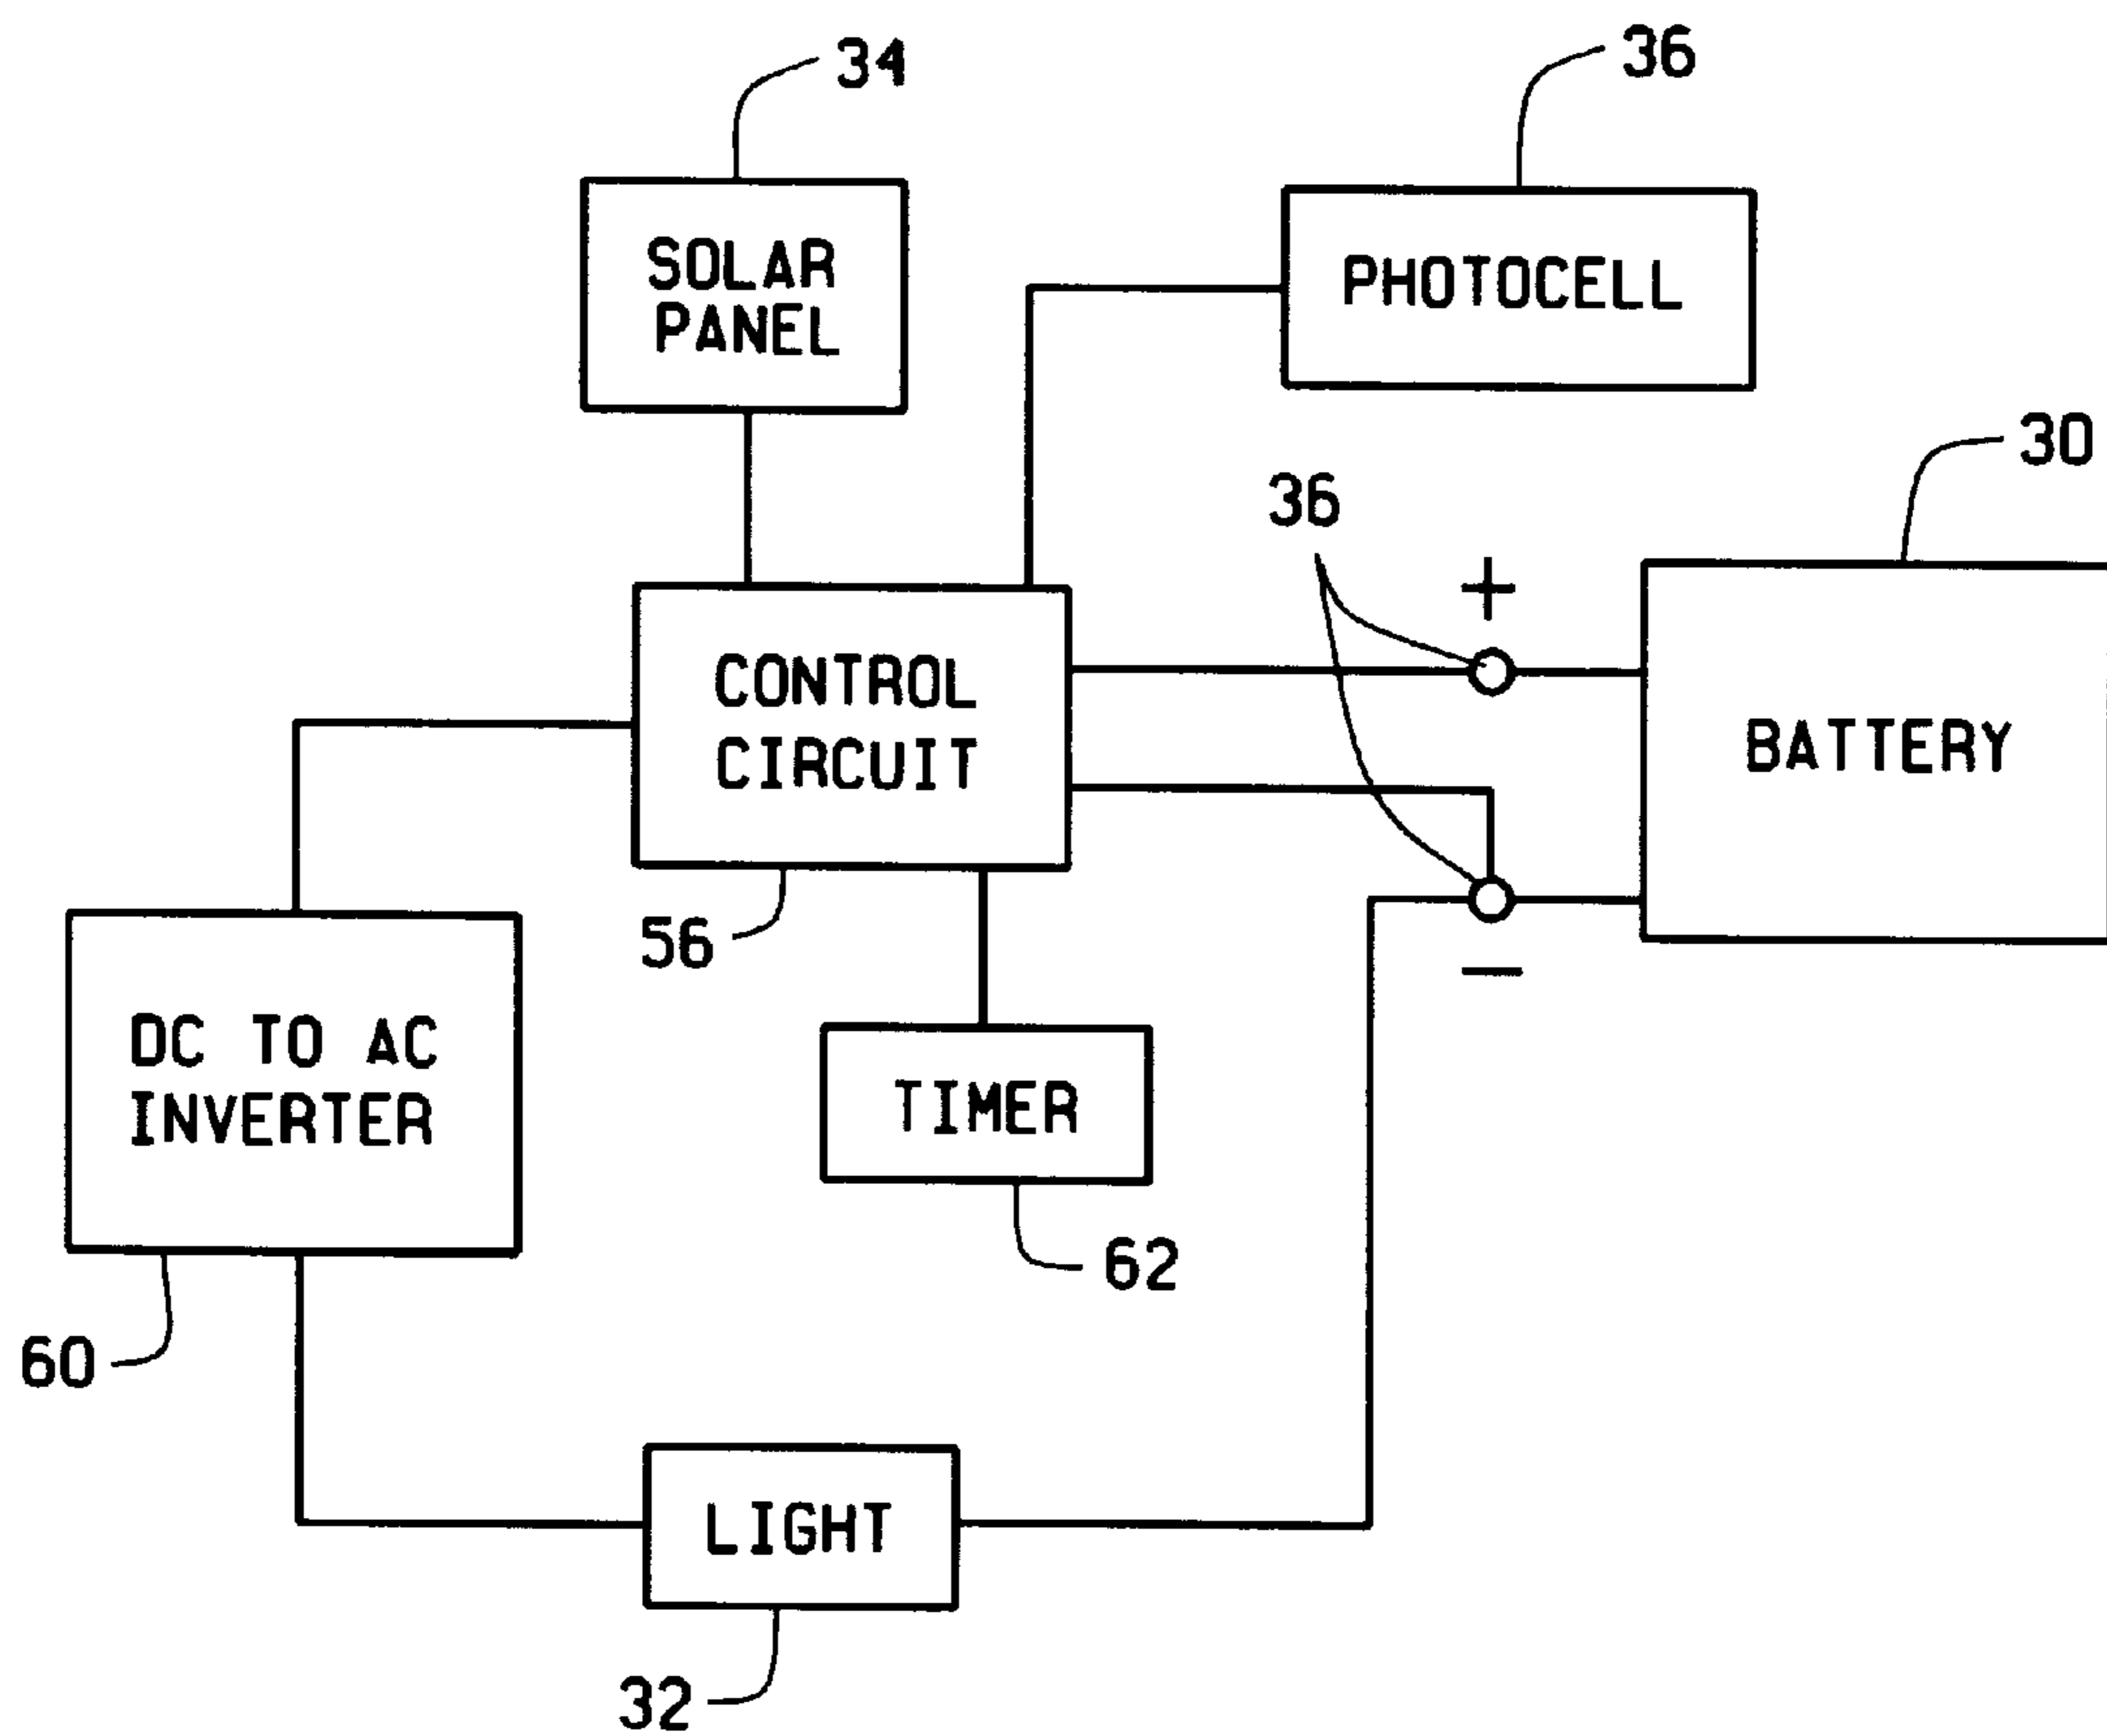 34
36
SOLAR
PANEL
PHOTOCELL
30
36
+
CONTROL
CIRCUIT
BATTERY
56
−
DC TO AC
INVERTER
TIMER
62
60
LIGHT
32